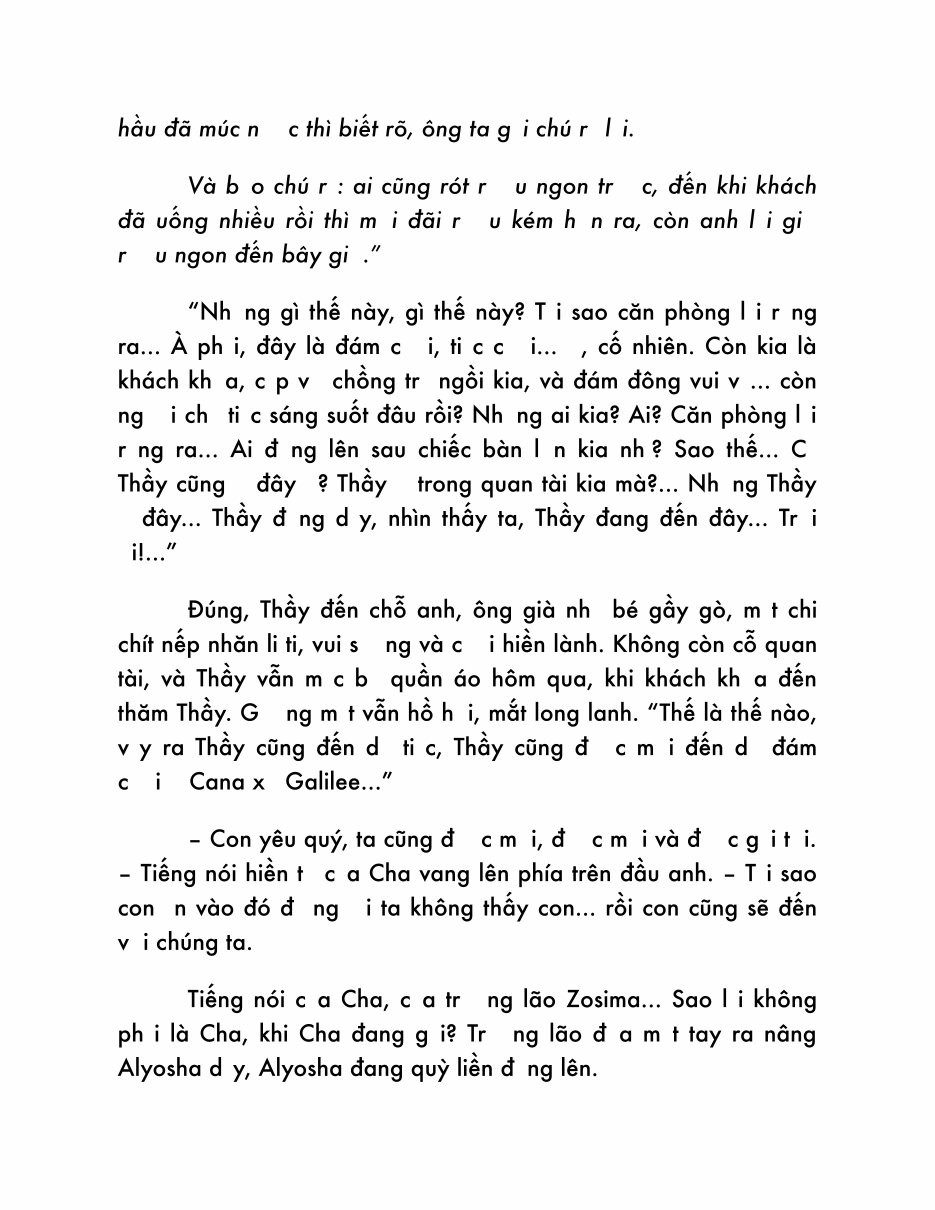 hầu đã múc n c thì biết rõ, ông ta g i chú r l i.
Và b o chú r : ai cũng rót r u ngon tr c, đến khi khách
đã uống nhiều rồi thì m i đãi r u kém h n ra, còn anh l i gi
r u ngon đến bây gi .”
“Nh ng gì thế này, gì thế này? T i sao căn phòng l i r ng
ra... À ph i, đây là đám c i, ti c c i... , cố nhiên. Còn kia là
khách kh a, c p v chồng tr ngồi kia, và đám đông vui v ... còn
ng i ch ti c sáng suốt đâu rồi? Nh ng ai kia? Ai? Căn phòng l i
r ng ra... Ai đ ng lên sau chiếc bàn l n kia nh ? Sao thế... C
Thầy cũng đây ? Thầy trong quan tài kia mà?... Nh ng Thầy
đây... Thầy đ ng d y, nhìn thấy ta, Thầy đang đến đây... Tr i
i!...”
Đúng, Thầy đến chỗ anh, ông già nh bé gầy gò, m t chi
chít nếp nhăn li ti, vui s ng và c i hiền lành. Không còn cỗ quan
tài, và Thầy vẫn m c b quần áo hôm qua, khi khách kh a đến
thăm Thầy. G ng m t vẫn hồ h i, mắt long lanh. “Thế là thế nào,
v y ra Thầy cũng đến d ti c, Thầy cũng đ c m i đến d đám
c i Cana x Galilee...”
– Con yêu quý, ta cũng đ c m i, đ c m i và đ c g i t i.
– Tiếng nói hiền t c a Cha vang lên phía trên đầu anh. – T i sao
con n vào đó đ ng i ta không thấy con... rồi con cũng sẽ đến
v i chúng ta.
Tiếng nói c a Cha, c a tr ng lão Zosima... Sao l i không
ph i là Cha, khi Cha đang g i? Tr ng lão đ a m t tay ra nâng
Alyosha d y, Alyosha đang quỳ liền đ ng lên.